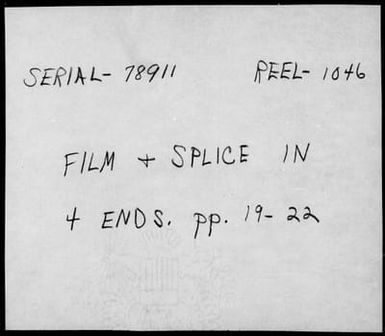 SERIAL- 78911 REEL- 1046
FILM + SPLICE IN
4 ENDS. pp. 19-22